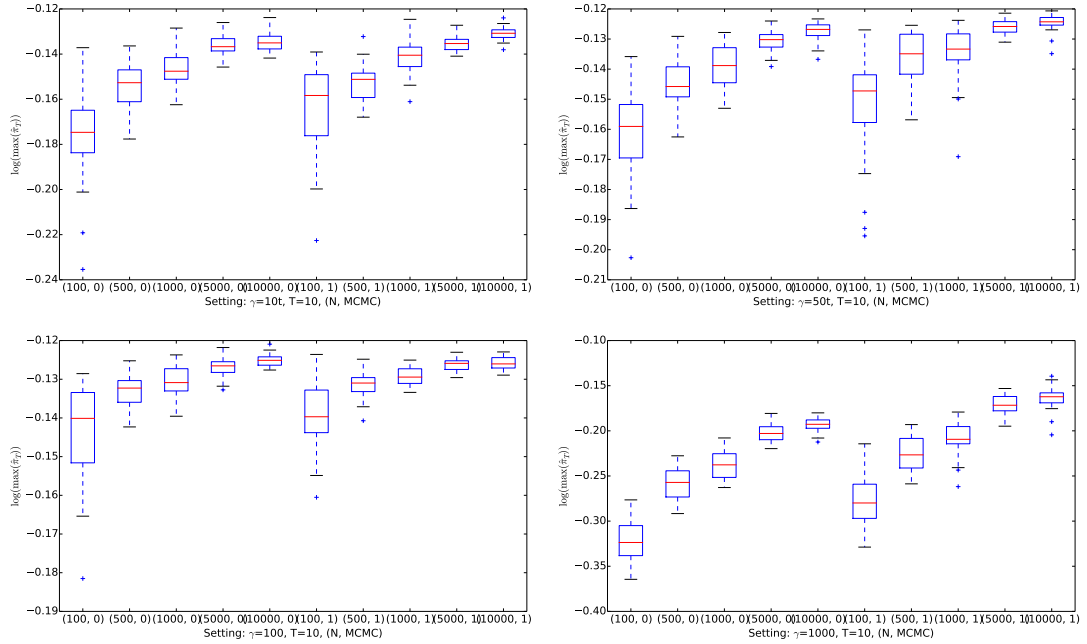 −0.12
−0.14
−0.16
−0.18
−0.20
−0.22
−0.24
log(max(π̂_T))
(100, 0) (500, 0) (1000, 0) (5000, 0) (10000, 0) (100, 1) (500, 1) (1000, 1) (5000, 1) (10000, 1)
Setting: γ=10t, T=10, (N, MCMC)
−0.12
−0.13
−0.14
−0.15
−0.16
−0.17
−0.18
−0.19
−0.20
−0.21
log(max(π̂_T))
(100, 0) (500, 0) (1000, 0) (5000, 0) (10000, 0) (100, 1) (500, 1) (1000, 1) (5000, 1) (10000, 1)
Setting: γ=50t, T=10, (N, MCMC)
−0.12
−0.13
−0.14
−0.15
−0.16
−0.17
−0.18
−0.19
log(max(π̂_T))
(100, 0) (500, 0) (1000, 0) (5000, 0) (10000, 0) (100, 1) (500, 1) (1000, 1) (5000, 1) (10000, 1)
Setting: γ=100, T=10, (N, MCMC)
−0.10
−0.15
−0.20
−0.25
−0.30
−0.35
−0.40
log(max(π̂_T))
(100, 0) (500, 0) (1000, 0) (5000, 0) (10000, 0) (100, 1) (500, 1) (1000, 1) (5000, 1) (10000, 1)
Setting: γ=1000, T=10, (N, MCMC)